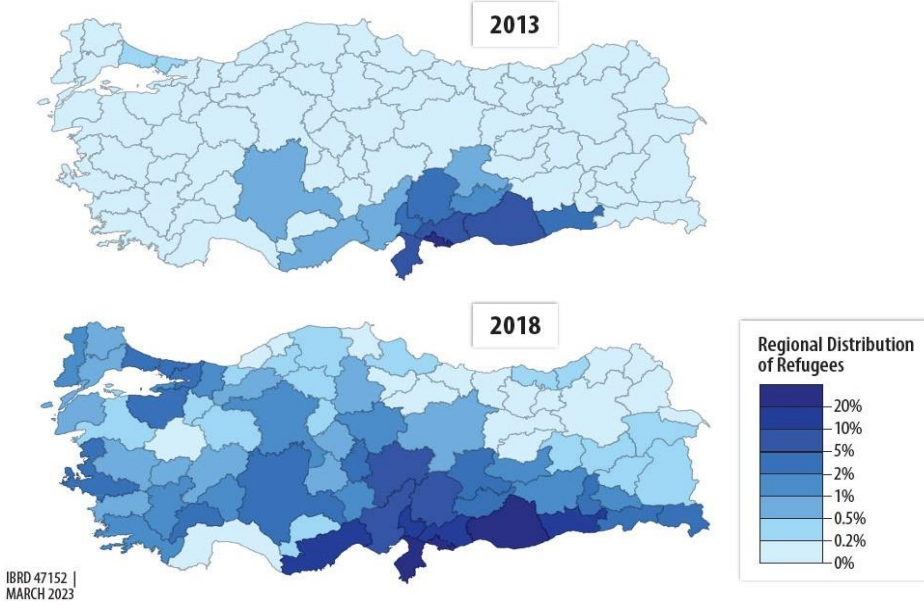 2013
2018
Regional Distribution
of Refugees
20%
10%
5%
2%
1%
0.5%
0.2%
0%
IBRD 47152 |
MARCH 2023